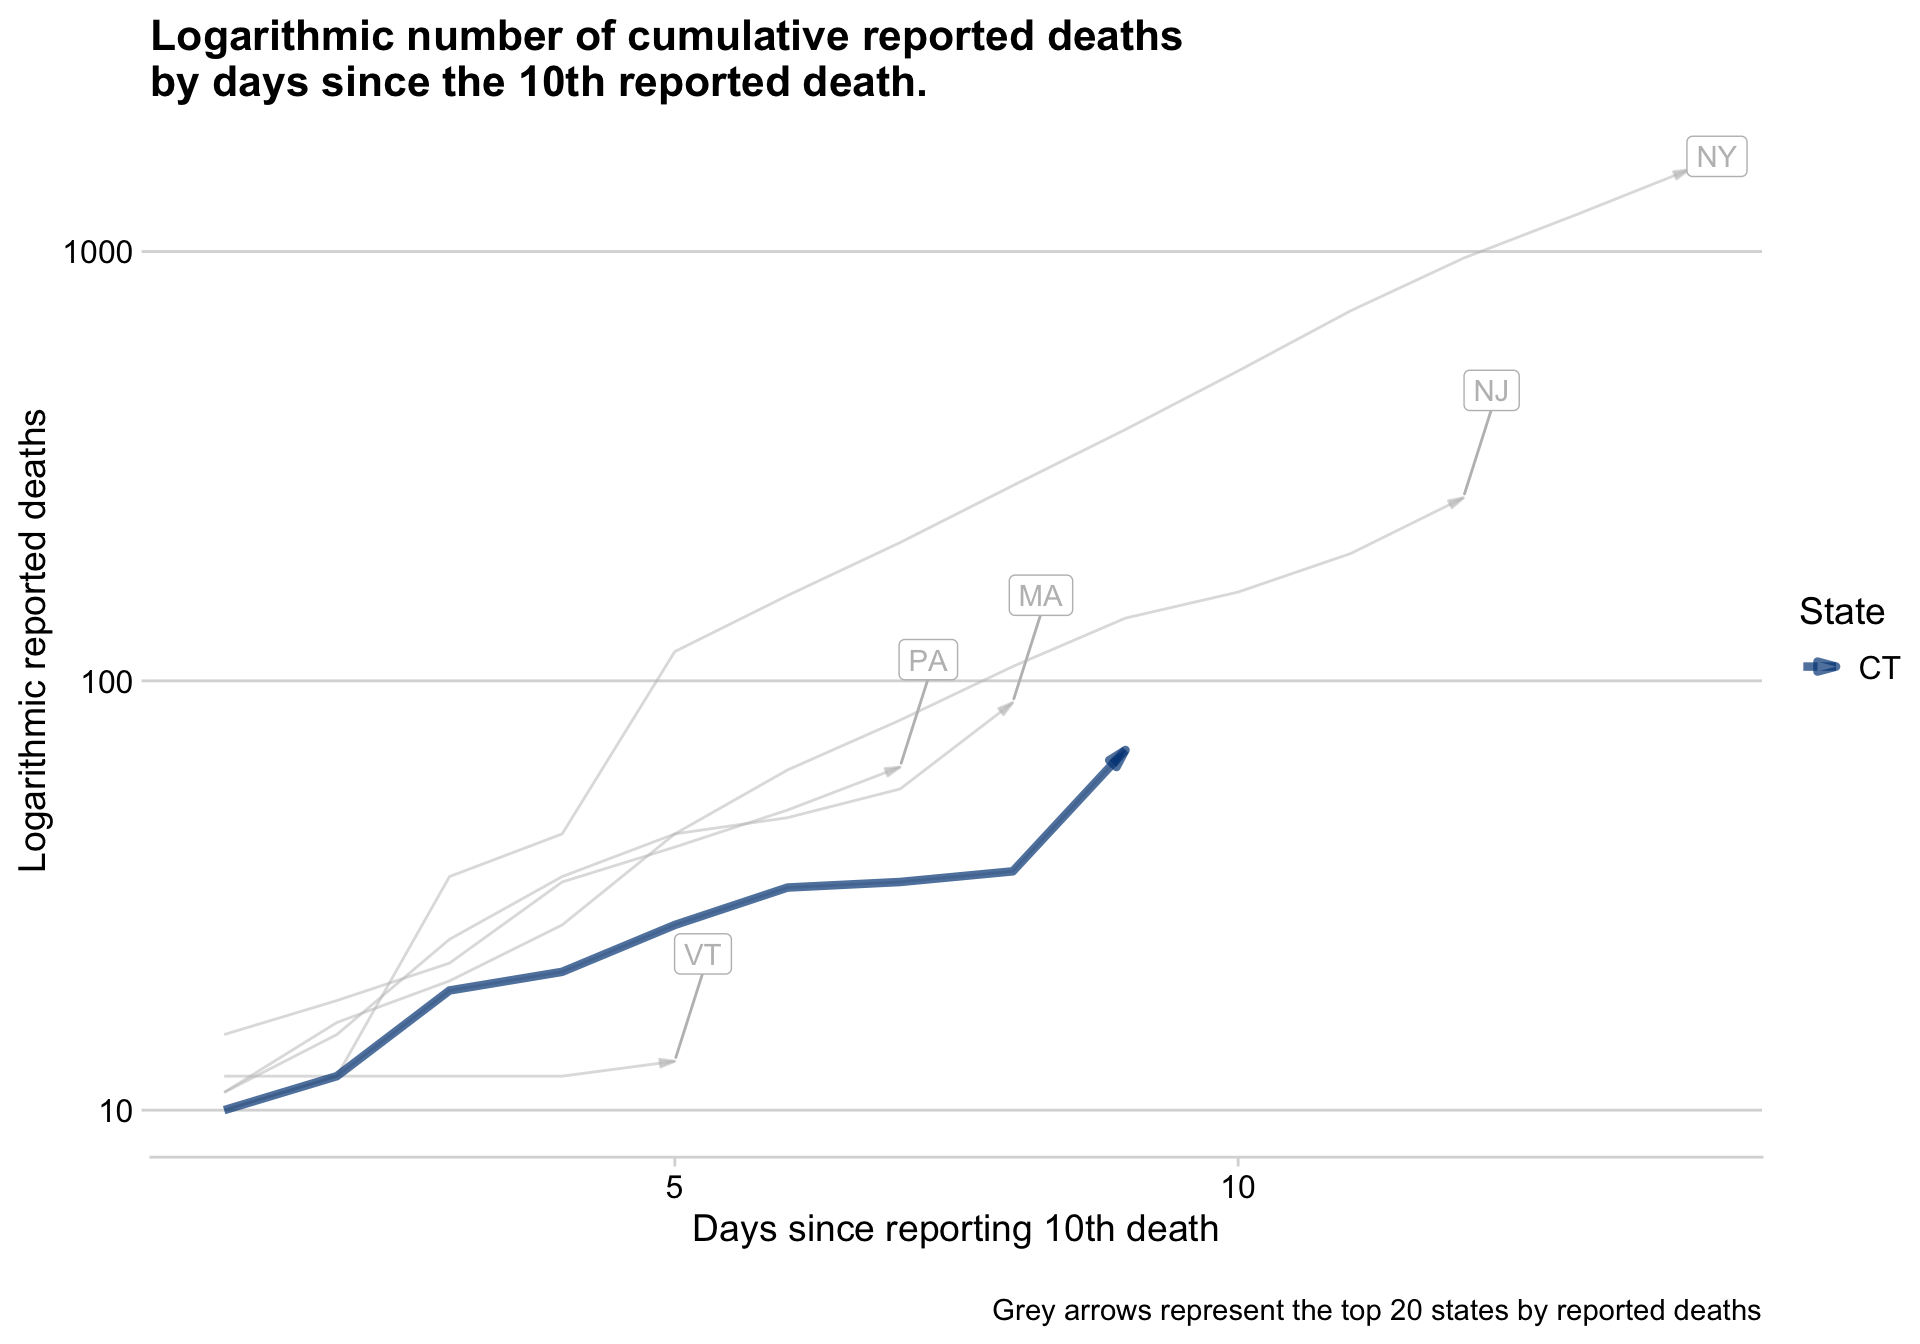 Logarithmic number of cumulative reported deaths
by days since the 10th reported death.
NY
1000
NJ
MA
PA
100
VT
10
Logarithmic reported deaths
State
CT
5
10
Days since reporting 10th death
Grey arrows represent the top 20 states by reported deaths